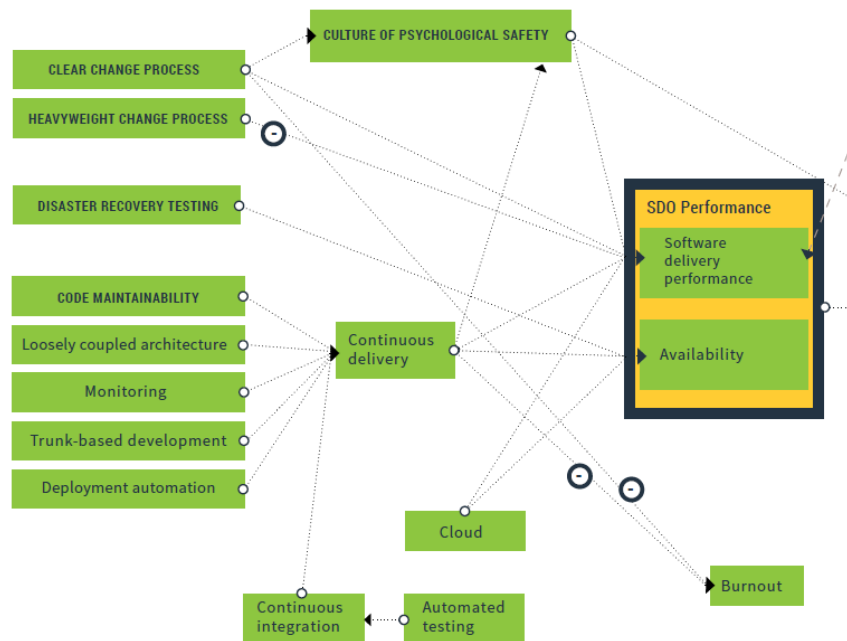 CULTURE OF PSYCHOLOGICAL SAFETY
CLEAR CHANGE PROCESS
HEAVYWEIGHT CHANGE PROCESS
-
DISASTER RECOVERY TESTING
SDO Performance
Software
delivery
performance
Availability
CODE MAINTAINABILITY
Loosely coupled architecture
Monitoring
Trunk-based development
Deployment automation
Continuous
delivery
-
-
Cloud
Burnout
Continuous
integration
Automated
testing